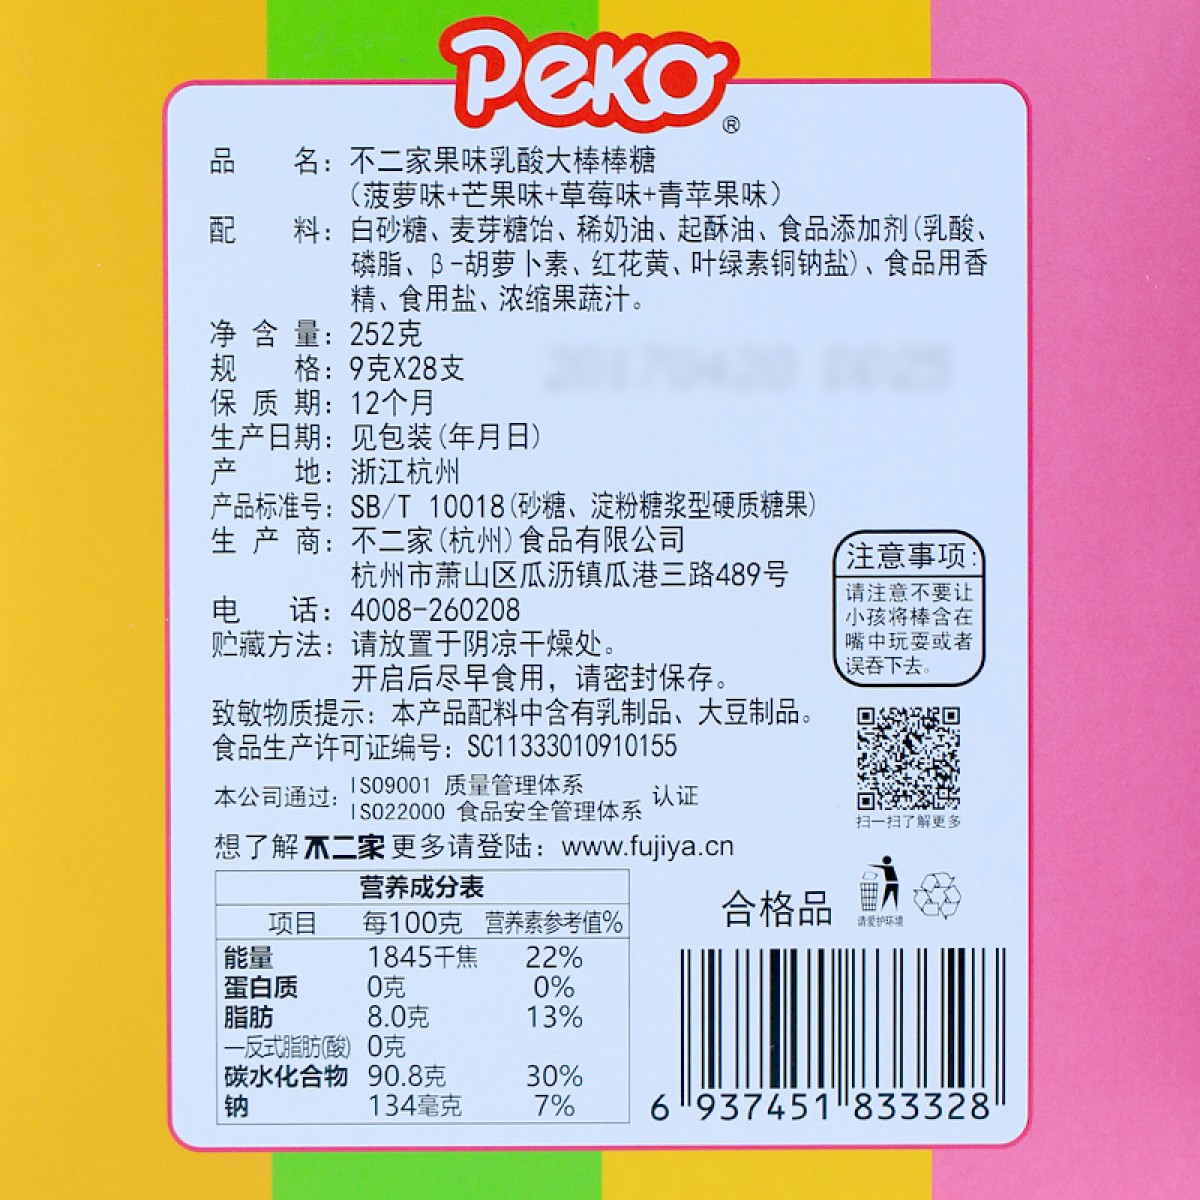 Peko
®
品 名：不二家果味乳酸大棒棒糖
（菠萝味+芒果味+草莓味+青苹果味）
配 料：白砂糖、麦芽糖饴、稀奶油、起酥油、食品添加剂(乳酸、
磷脂、β-胡萝卜素、红花黄、叶绿素铜钠盐)、食品用香
精、食用盐、浓缩果蔬汁。
净 含 量：252克
规 格：9克X28支
保 质 期：12个月
生产日期：见包装(年月日)
产 地：浙江杭州
产品标准号：SB/T 10018(砂糖、淀粉糖浆型硬质糖果)
生 产 商：不二家(杭州)食品有限公司
杭州市萧山区瓜沥镇瓜港三路489号
电 话：4008-260208
贮藏方法：请放置于阴凉干燥处。
开启后尽早食用，请密封保存。
致敏物质提示：本产品配料中含有乳制品、大豆制品。
食品生产许可证编号：SC11333010910155
本公司通过：ISO9001 质量管理体系
ISO22000 食品安全管理体系 认证
想了解不二家更多请登陆：www.fujiya.cn
注意事项：
请注意不要让
小孩将棒含在
嘴中玩耍或者
误吞下去。
扫一扫了解更多
营养成分表
项目 每100克 营养素参考值%
能量 1845千焦 22%
蛋白质 0克 0%
脂肪 8.0克 13%
—反式脂肪(酸) 0克
碳水化合物 90.8克 30%
钠 134毫克 7%
合格品
请爱护环境
6 937451 833328